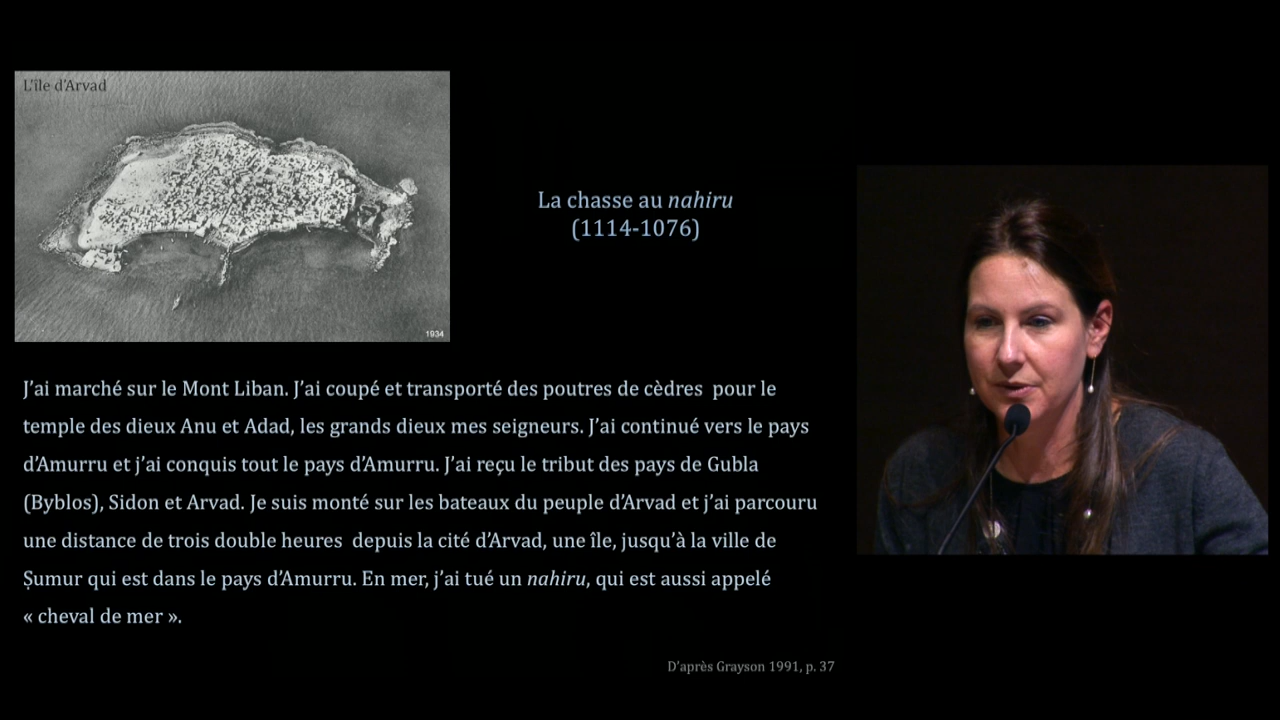 L'île d'Arvad
1934
La chasse au nahiru
(1114-1076)
J'ai marché sur le Mont Liban. J'ai coupé et transporté des poutres de cèdres pour le
temple des dieux Anu et Adad, les grands dieux mes seigneurs. J'ai continué vers le pays
d'Amurru et j'ai conquis tout le pays d'Amurru. J'ai reçu le tribut des pays de Gubla
(Byblos), Sidon et Arvad. Je suis monté sur les bateaux du peuple d'Arvad et j'ai parcouru
une distance de trois double heures depuis la cité d'Arvad, une île, jusqu'à la ville de
Ṣumur qui est dans le pays d'Amurru. En mer, j'ai tué un nahiru, qui est aussi appelé
« cheval de mer ».
D'après Grayson 1991, p. 37